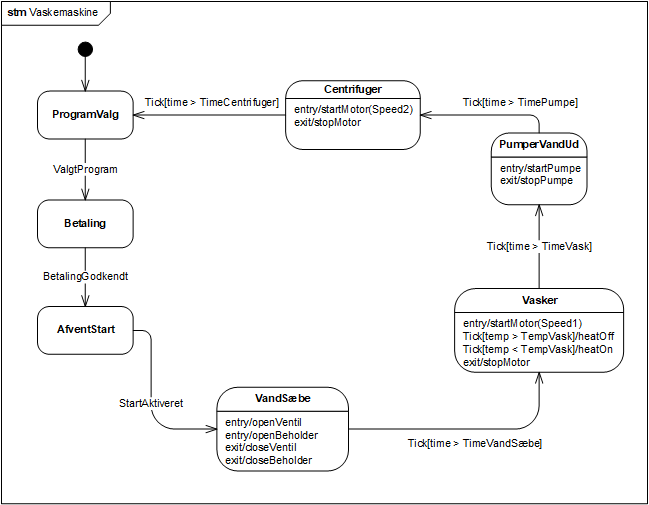 stm Vaskemaskine
Centrifuger
entry/startMotor(Speed2)
exit/stopMotor
Tick[time > TimeCentrifuger]
Tick[time > TimePumpe]
ProgramValg
PumperVandUd
entry/startPumpe
exit/stopPumpe
ValgtProgram
Betaling
Tick[time > TimeVask]
BetalingGodkendt
Vasker
entry/startMotor(Speed1)
Tick[temp > TempVask]/heatOff
Tick[temp < TempVask]/heatOn
exit/stopMotor
AfventStart
StartAktiveret
VandSæbe
entry/openVentil
entry/openBeholder
exit/closeVentil
exit/closeBeholder
Tick[time > TimeVandSæbe]